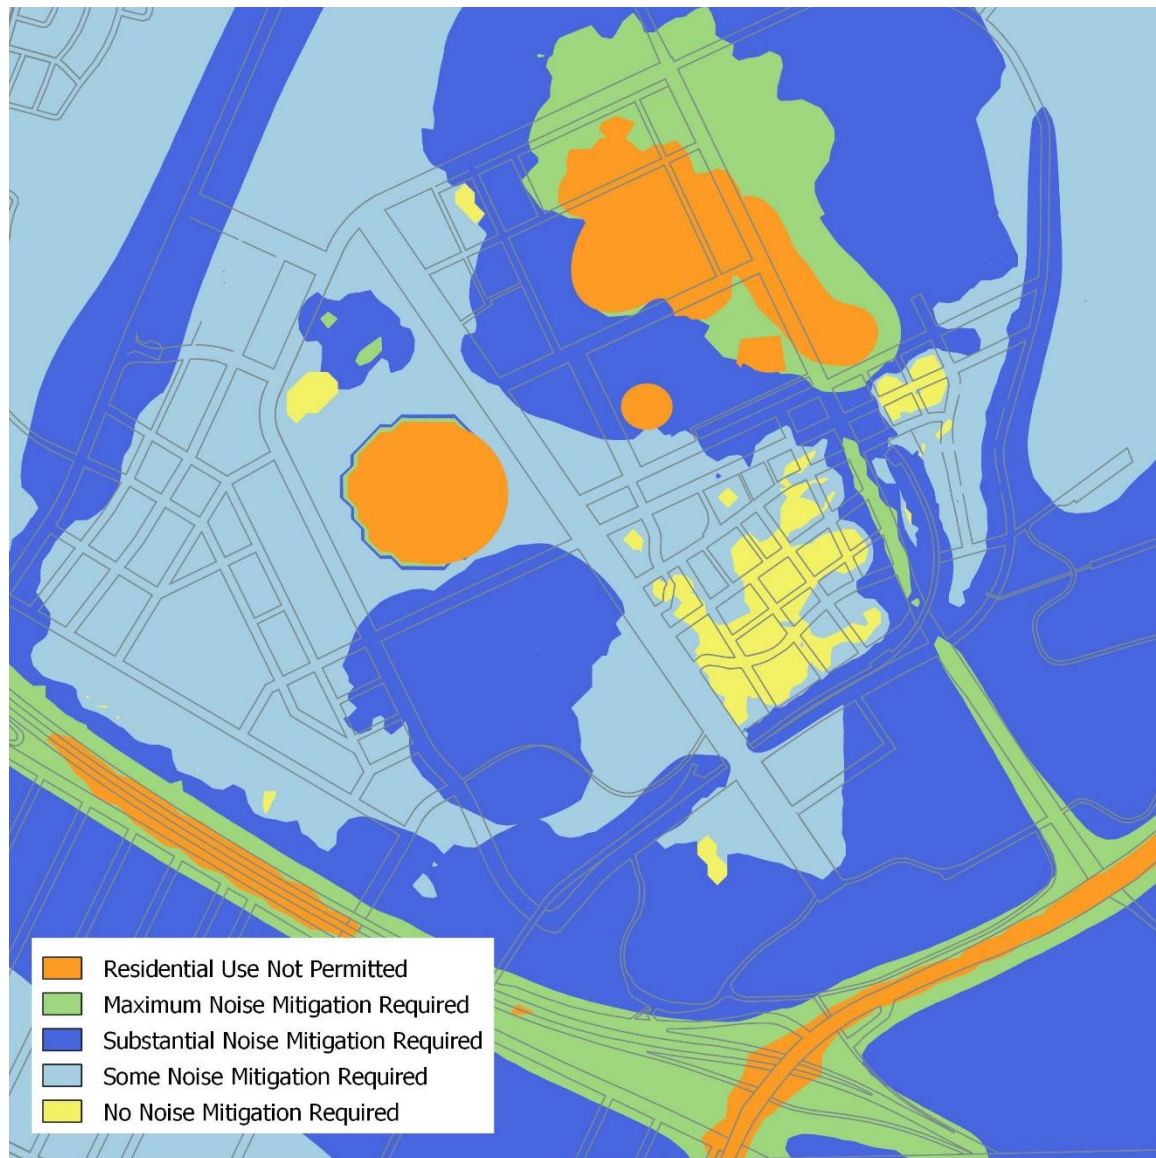 Residential Use Not Permitted
Maximum Noise Mitigation Required
Substantial Noise Mitigation Required
Some Noise Mitigation Required
No Noise Mitigation Required